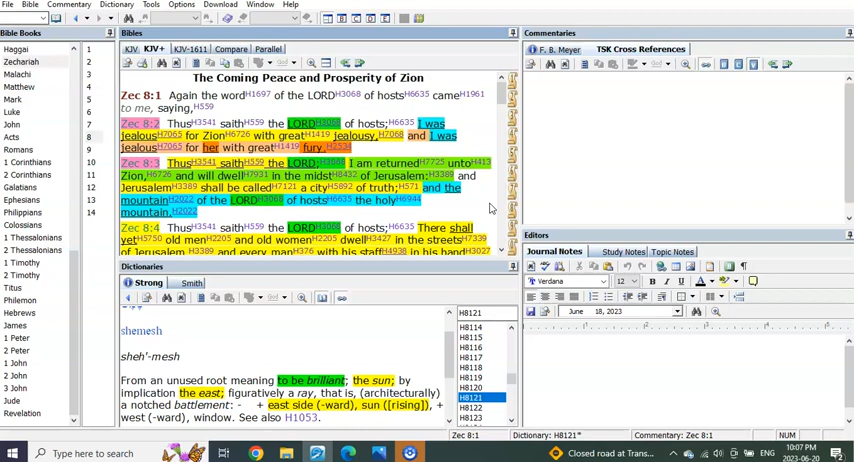 File Bible Commentary Dictionary Tools Options Download Window Help
B C D E
Bible Books
Haggai
Zechariah
Malachi
Matthew
Mark
Luke
John
Acts
Romans
1 Corinthians
2 Corinthians
Galatians
Ephesians
Philippians
Colossians
1 Thessalonians
2 Thessalonians
1 Timothy
2 Timothy
Titus
Philemon
Hebrews
James
1 Peter
2 Peter
1 John
2 John
3 John
Jude
Revelation
1
2
3
4
5
6
7
8
9
10
11
12
13
14
Bibles
KJV KJV+ KJV-1611 Compare Parallel
The Coming Peace and Prosperity of Zion
Zec 8:1 Again the wordH1697 of the LORDH3068 of hostsH6635 cameH1961
to me, saying,H559
Zec 8:2 ThusH3541 saithH559 the LORDH3068 of hosts;H6635 I was
jealousH7065 for ZionH6726 with greatH1419 jealousy,H7068 and I was
jealousH7065 for her with greatH1419 fury.H2534
Zec 8:3 ThusH3541 saithH559 the LORD;H3068 I am returnedH7725 untoH413
Zion,H6726 and will dwellH7931 in the midstH8432 of Jerusalem:H3389 and
JerusalemH3389 shall be calledH7121 a cityH5892 of truth;H571 and the
mountainH2022 of the LORDH3068 of hostsH6635 the holyH6944
mountain.H2022
Zec 8:4 ThusH3541 saithH559 the LORDH3068 of hosts;H6635 There shall
yetH5750 old menH2205 and old womenH2205 dwellH3427 in the streetsH7339
of JerusalemH3389 and every manH376 with his staffH4938 in his handH3027
Dictionaries
Strong Smith
shemesh
sheh'-mesh
From an unused root meaning to be brilliant; the sun; by
implication the east; figuratively a ray, that is, (architecturally)
a notched battlement: - + east side (-ward), sun ([rising]), +
west (-ward), window. See also H1053.
H8121
H8114
H8115
H8116
H8117
H8118
H8119
H8120
H8121
H8122
H8123
Commentaries
F. B. Meyer TSK Cross References
Editors
Journal Notes Study Notes Topic Notes
Verdana 12 B I U A
June 18, 2023
1 2 3 4 5
Zec 8:1 Dictionary: H8121* Commentary: Zec 8:1 NUM
Type here to search
Closed road at Trans... ENG 10:07 PM
2023-06-20
2